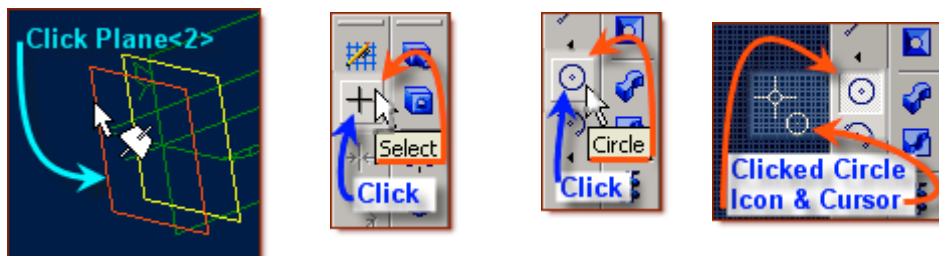 Click Plane<2>
Select
Click
Circle
Click
Clicked Circle
Icon & Cursor